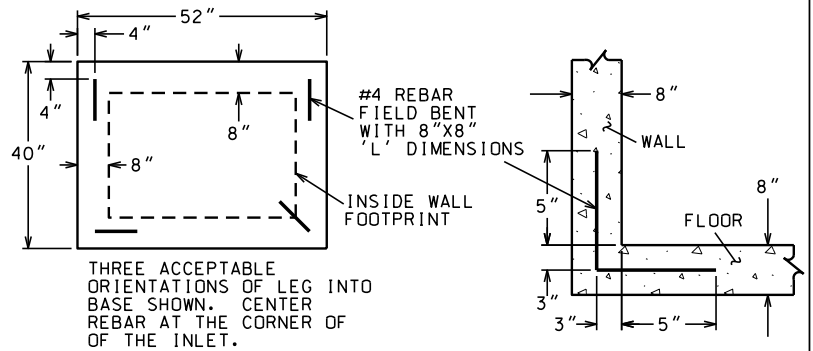 52"
4"
4"
40"
8"
8"
#4 REBAR
FIELD BENT
WITH 8"X8"
'L' DIMENSIONS
INSIDE WALL
FOOTPRINT
THREE ACCEPTABLE
ORIENTATIONS OF LEG INTO
BASE SHOWN. CENTER
REBAR AT THE CORNER OF
OF THE INLET.
8"
WALL
5"
8"
FLOOR
3"
3"
5"